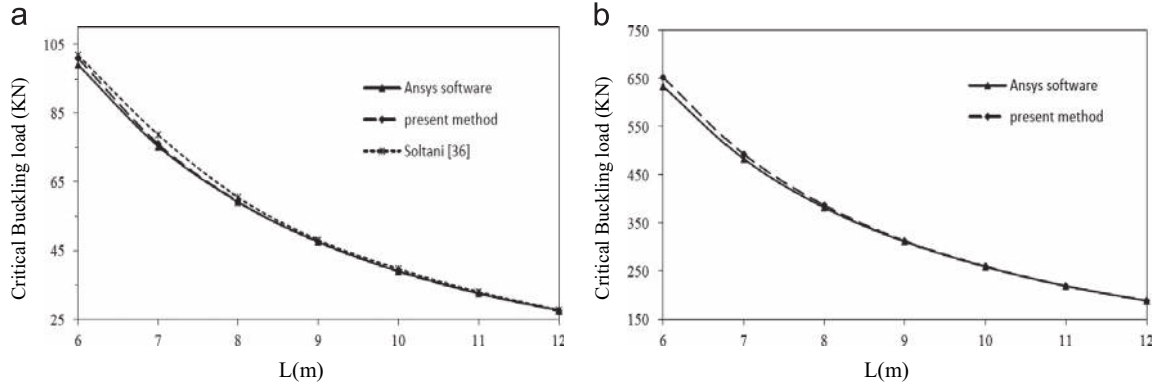 a
Critical Buckling load (KN)
105
85
65
45
25
Ansys software
present method
Soltani [36]
6 7 8 9 10 11 12
L(m)
b
Critical Buckling load (KN)
750
650
550
450
350
250
150
Ansys software
present method
6 7 8 9 10 11 12
L(m)